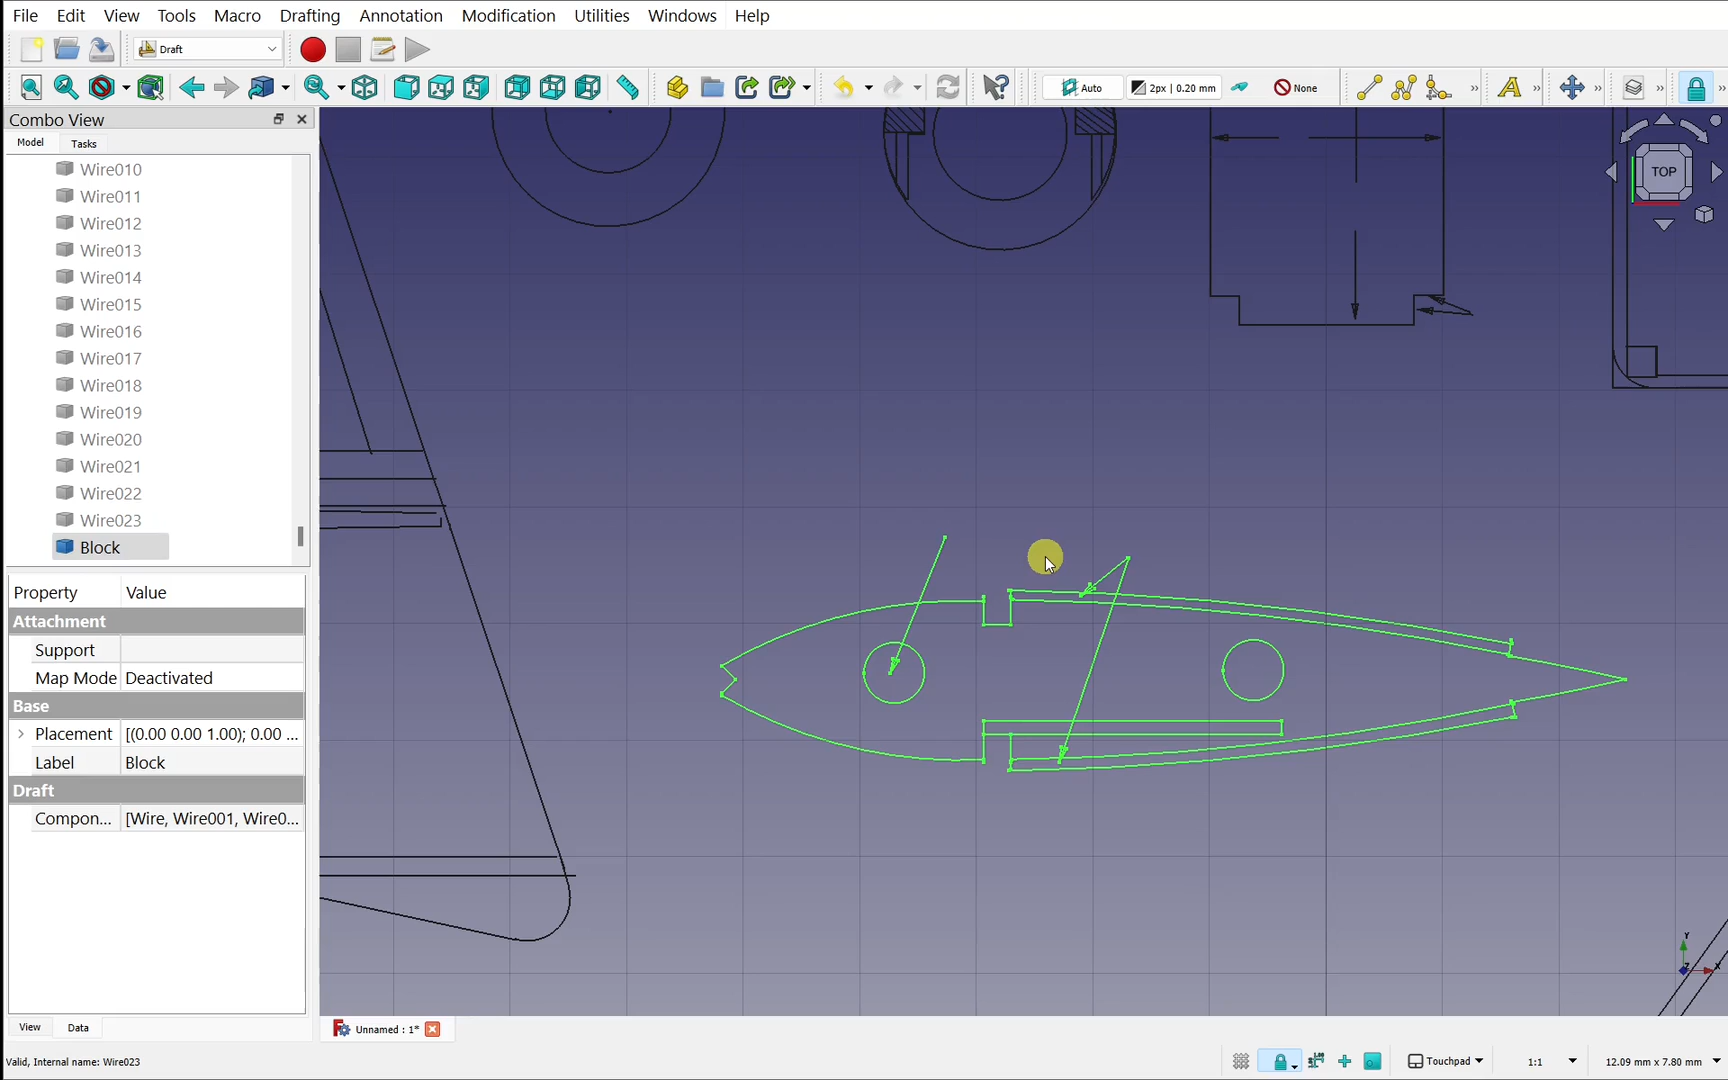 File Edit View Tools Macro Drafting Annotation Modification Utilities Windows Help
Draft
Auto 2px | 0.20 mm None
Combo View
Model Tasks
TOP
Wire010
Wire011
Wire012
Wire013
Wire014
Wire015
Wire016
Wire017
Wire018
Wire019
Wire020
Wire021
Wire022
Wire023
Block
Property Value
Attachment
Support
Map Mode Deactivated
Base
Placement [(0.00 0.00 1.00); 0.00 ...
Label Block
Draft
Compon... [Wire, Wire001, Wire0...
Y
Z X
View Data
Unnamed : 1*
Valid, Internal name: Wire023
Touchpad 1:1 12.09 mm x 7.80 mm